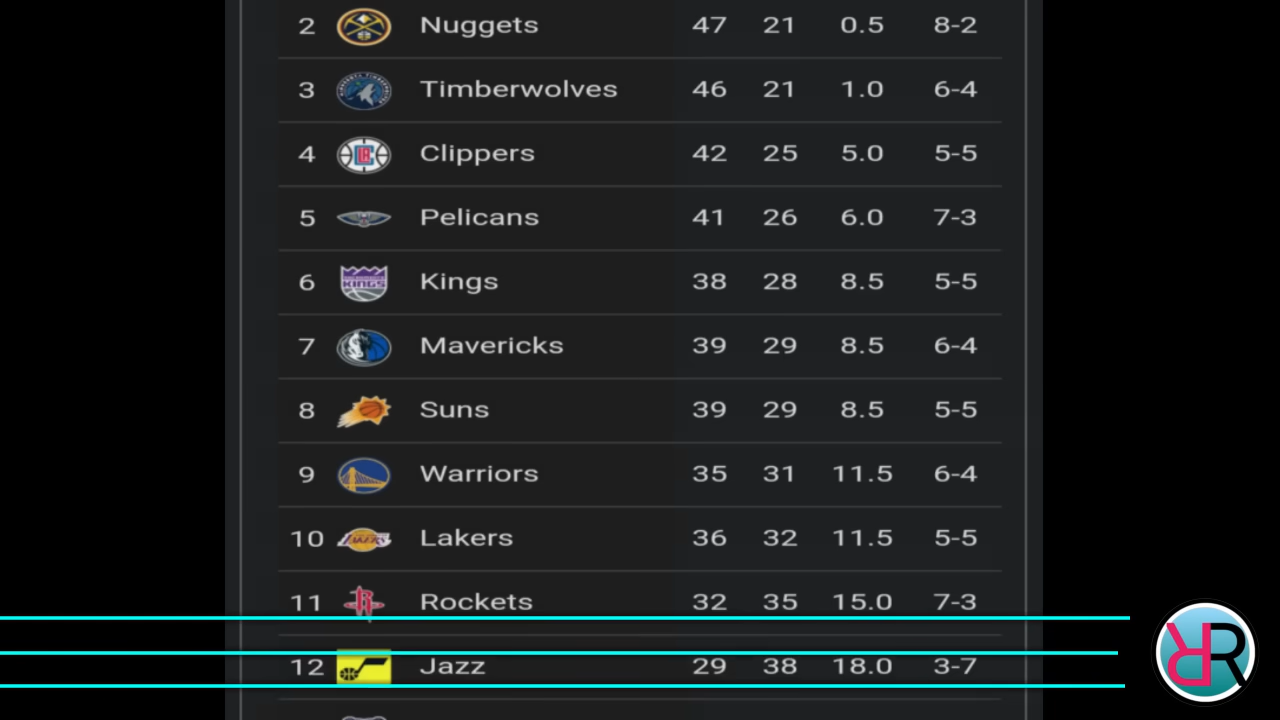 2 Nuggets 47 21 0.5 8-2
3 Timberwolves 46 21 1.0 6-4
4 Clippers 42 25 5.0 5-5
5 Pelicans 41 26 6.0 7-3
6 Kings 38 28 8.5 5-5
7 Mavericks 39 29 8.5 6-4
8 Suns 39 29 8.5 5-5
9 Warriors 35 31 11.5 6-4
10 Lakers 36 32 11.5 5-5
11 Rockets 32 35 15.0 7-3
12 Jazz 29 38 18.0 3-7